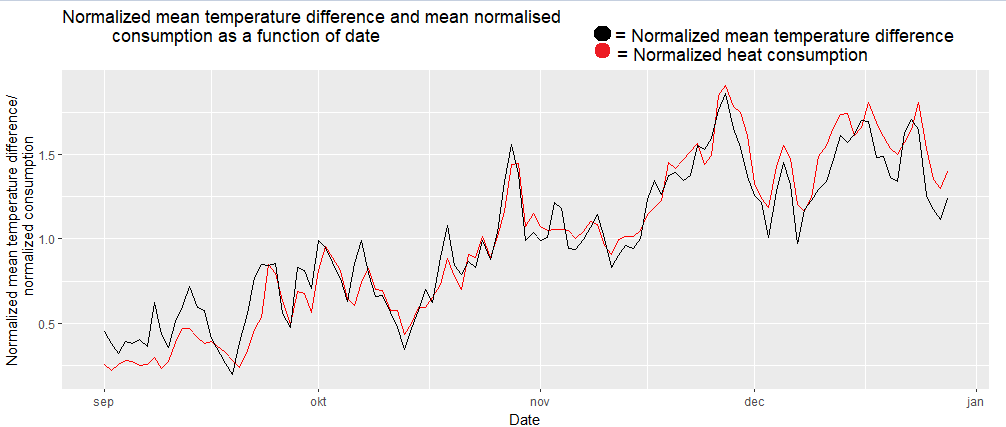 Normalized mean temperature difference and mean normalised
consumption as a function of date
= Normalized mean temperature difference
= Normalized heat consumption
Normalized mean temperature difference/
normalized consumption
1.5
1.0
0.5
sep
okt
nov
dec
jan
Date